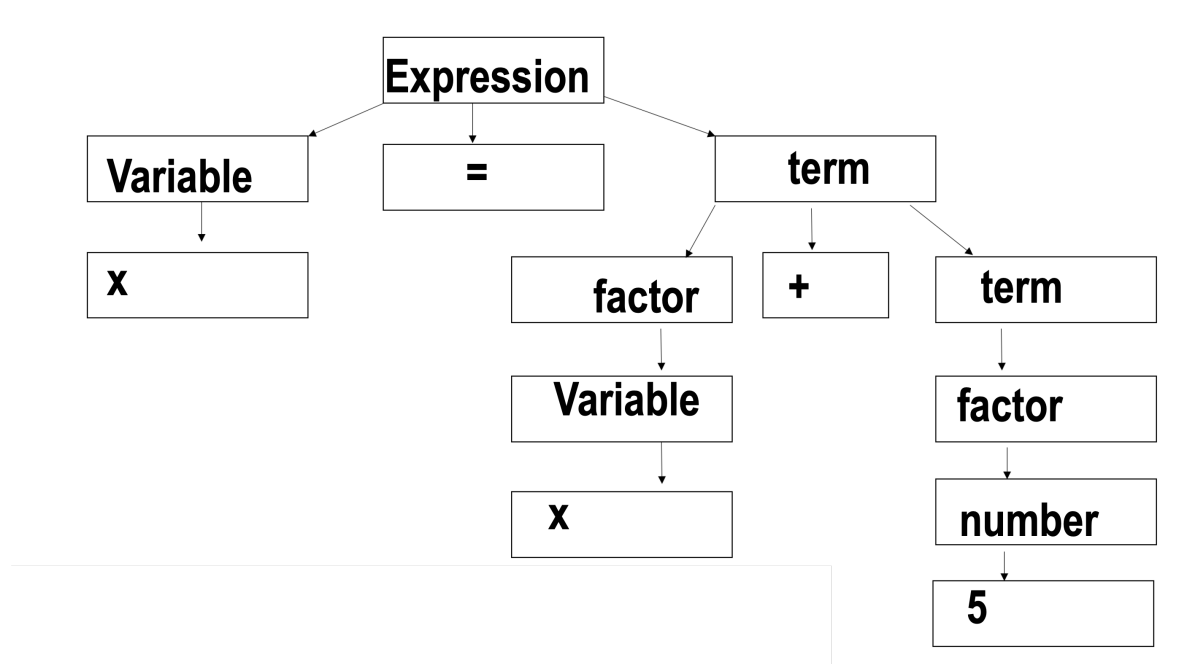 Expression
Variable
=
term
x
factor
+
term
Variable
factor
x
number
5